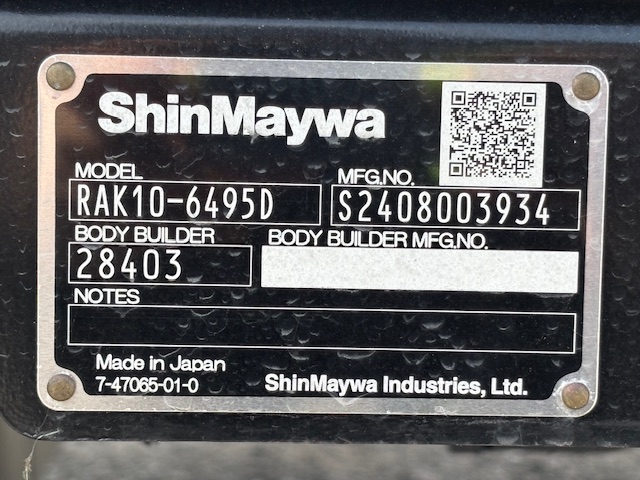 ShinMaywa
MODEL
MFG.NO.
RAK10-6495D
S2408003934
BODY BUILDER
BODY BUILDER MFG.NO.
28403
NOTES
Made in Japan
7-47065-01-0
ShinMaywa Industries, Ltd.